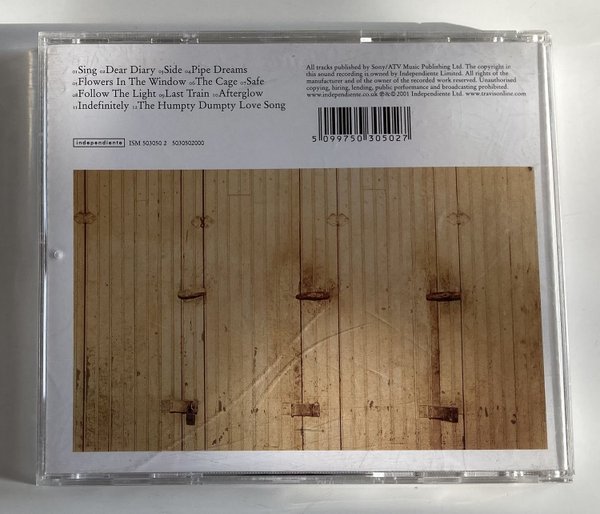 01 Sing 02 Dear Diary 03 Side 04 Pipe Dreams
05 Flowers In The Window 06 The Cage 07 Safe
08 Follow The Light 09 Last Train 10 Afterglow
11 Indefinitely 12 The Humpty Dumpty Love Song
independiente ISM 503050 2 5030502000
All tracks published by Sony/ATV Music Publishing Ltd. The copyright in
this sound recording is owned by Independiente Limited. All rights of the
manufacturer and of the owner of the recorded work reserved. Unauthorised
copying, hiring, lending, public performance and broadcasting prohibited.
www.independiente.co.uk ℗&© 2001 Independiente Ltd. www.travisonline.com
5 099750 305027